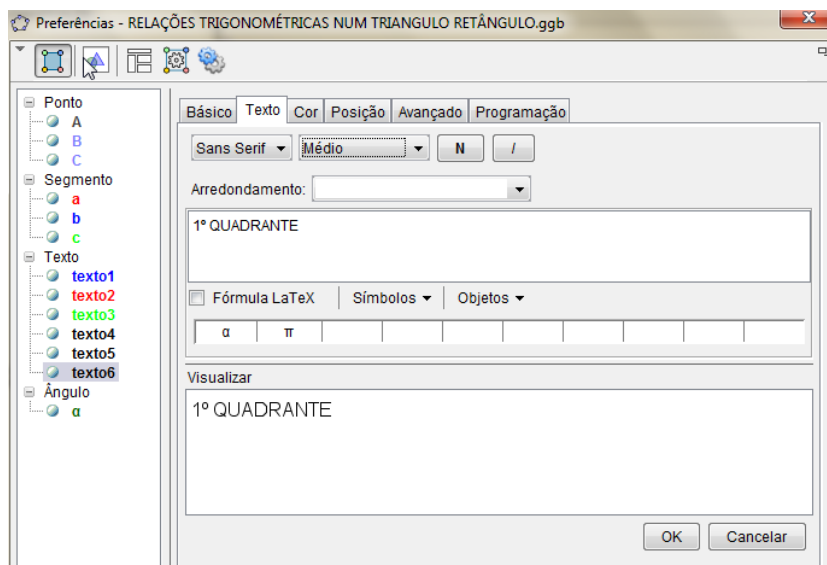 Preferências - RELAÇÕES TRIGONOMÉTRICAS NUM TRIANGULO RETÂNGULO.ggb
Ponto
A
B
C
Segmento
a
b
c
Texto
texto1
texto2
texto3
texto4
texto5
texto6
Ângulo
α
Básico Texto Cor Posição Avançado Programação
Sans Serif Médio N I
Arredondamento:
1º QUADRANTE
Fórmula LaTeX Símbolos Objetos
α π
Visualizar
1º QUADRANTE
OK Cancelar